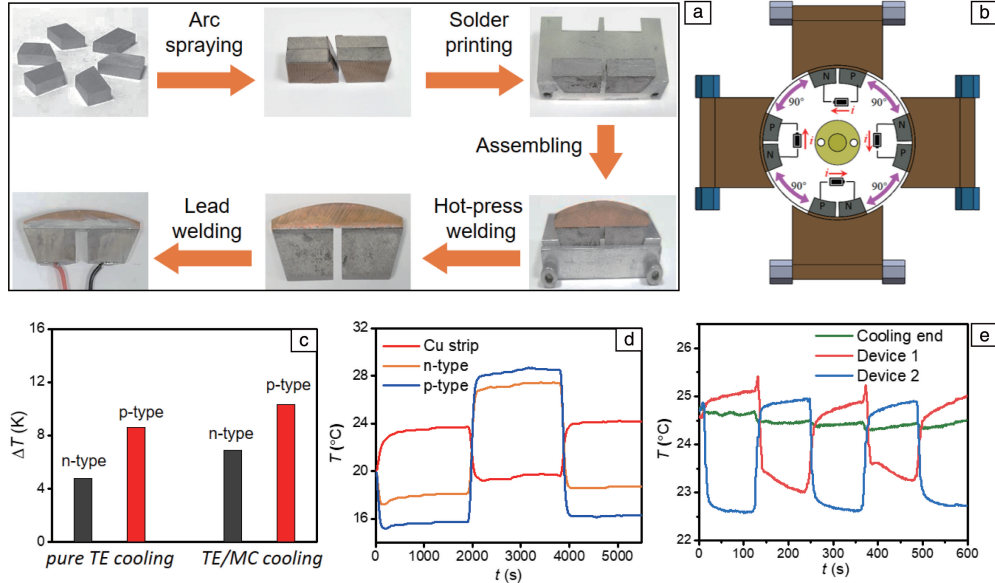 a
Arc
spraying
Solder
printing
Assembling
Hot-press
welding
Lead
welding
b
N P
90° 90°
i
P N
i i
N P
i
90° 90°
P N
c
16
12
8
4
0
ΔT (K)
n-type
p-type
n-type
p-type
pure TE cooling TE/MC cooling
d
32
28
24
20
16
T (°C)
Cu strip
n-type
p-type
0 1000 2000 3000 4000 5000
t (s)
e
26
25
24
23
22
T (°C)
Cooling end
Device 1
Device 2
0 100 200 300 400 500 600
t (s)